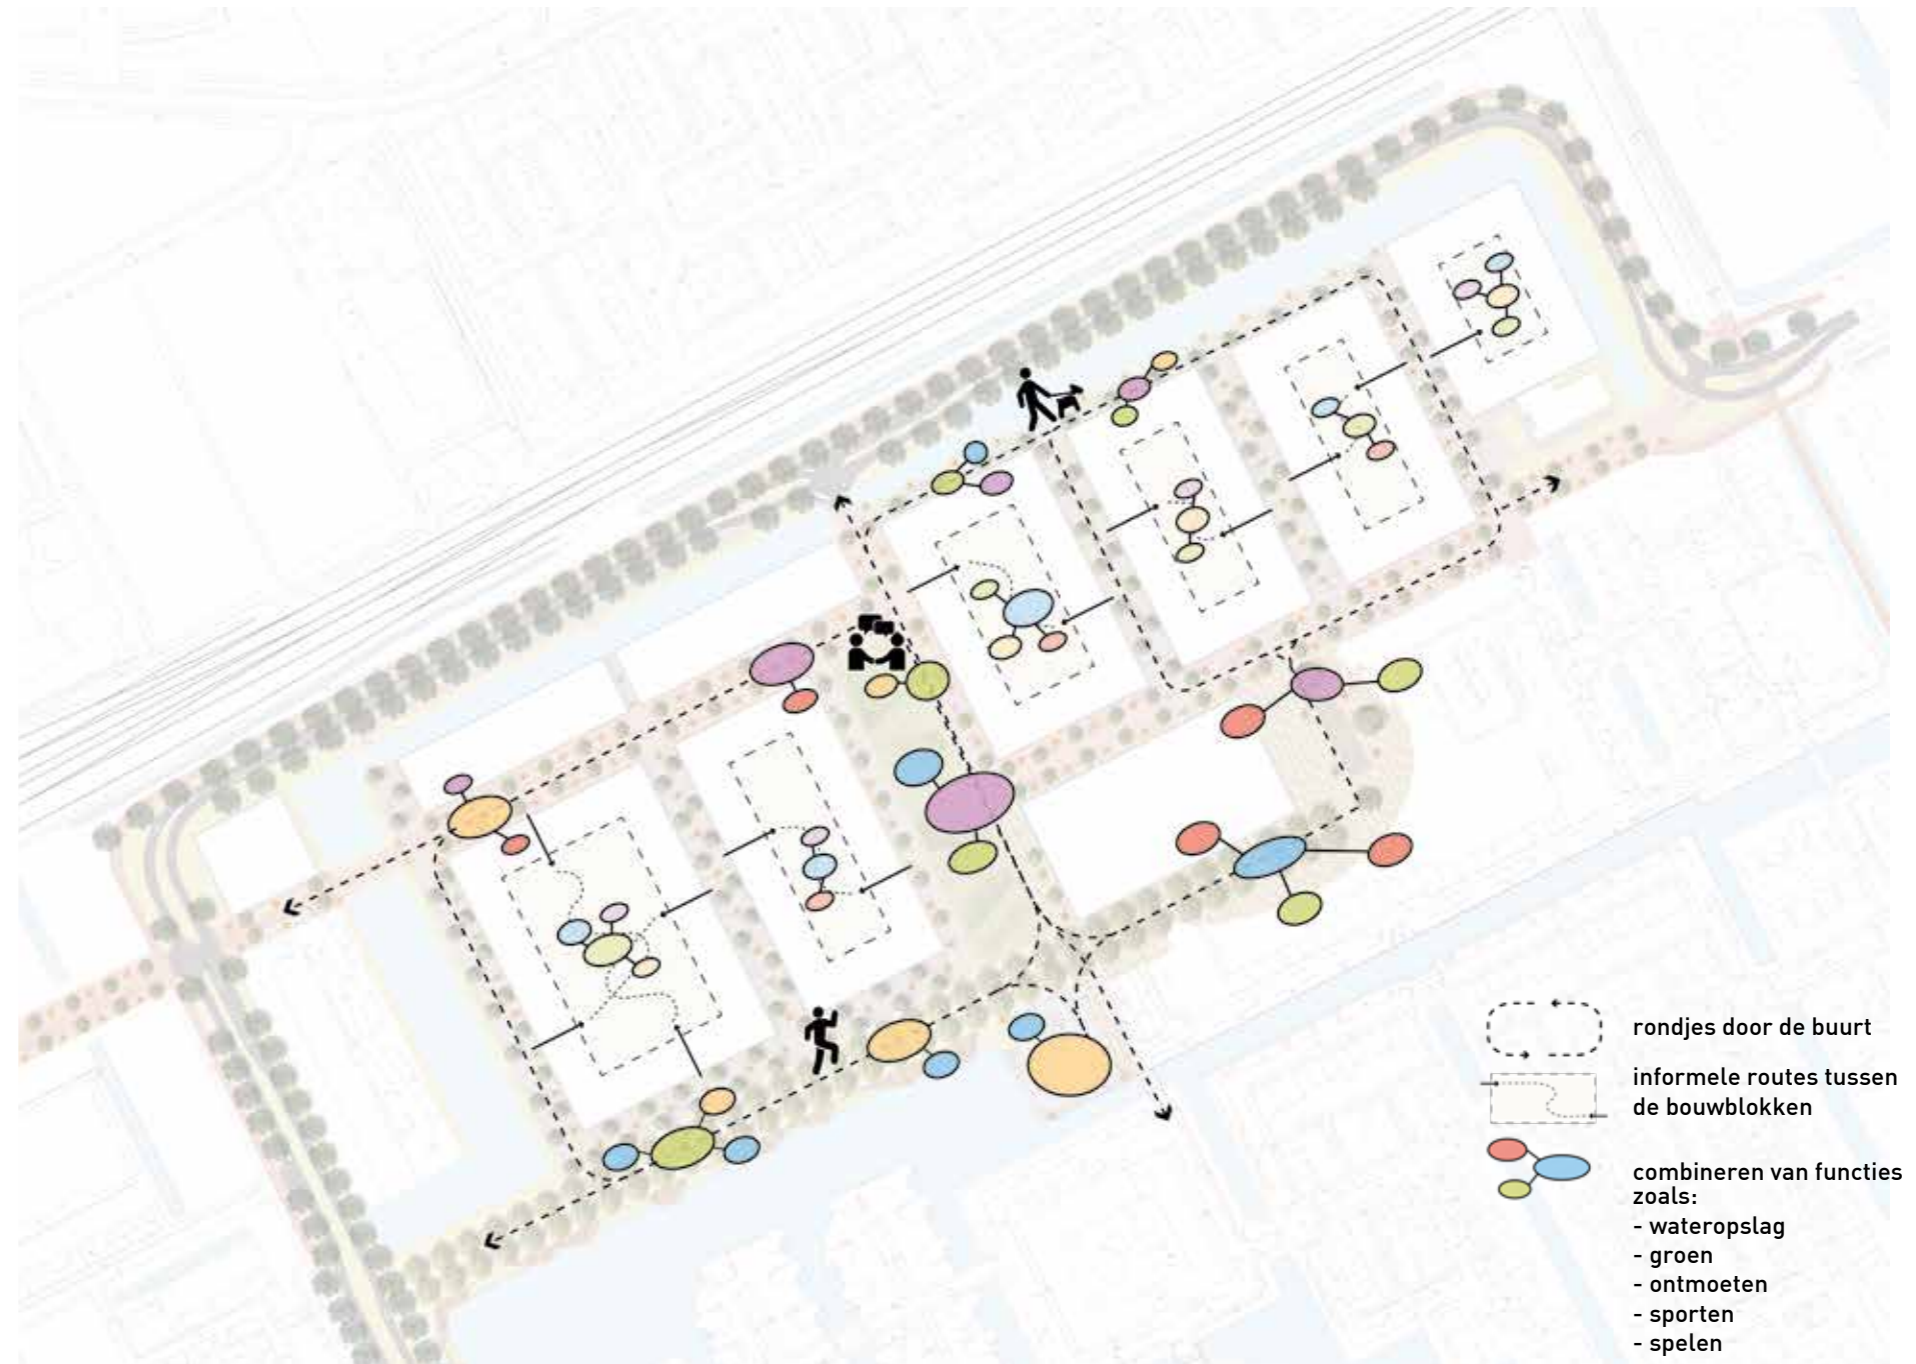 rondjes door de buurt
informele routes tussen
de bouwblokken
combineren van functies
zoals:
- wateropslag
- groen
- ontmoeten
- sporten
- spelen